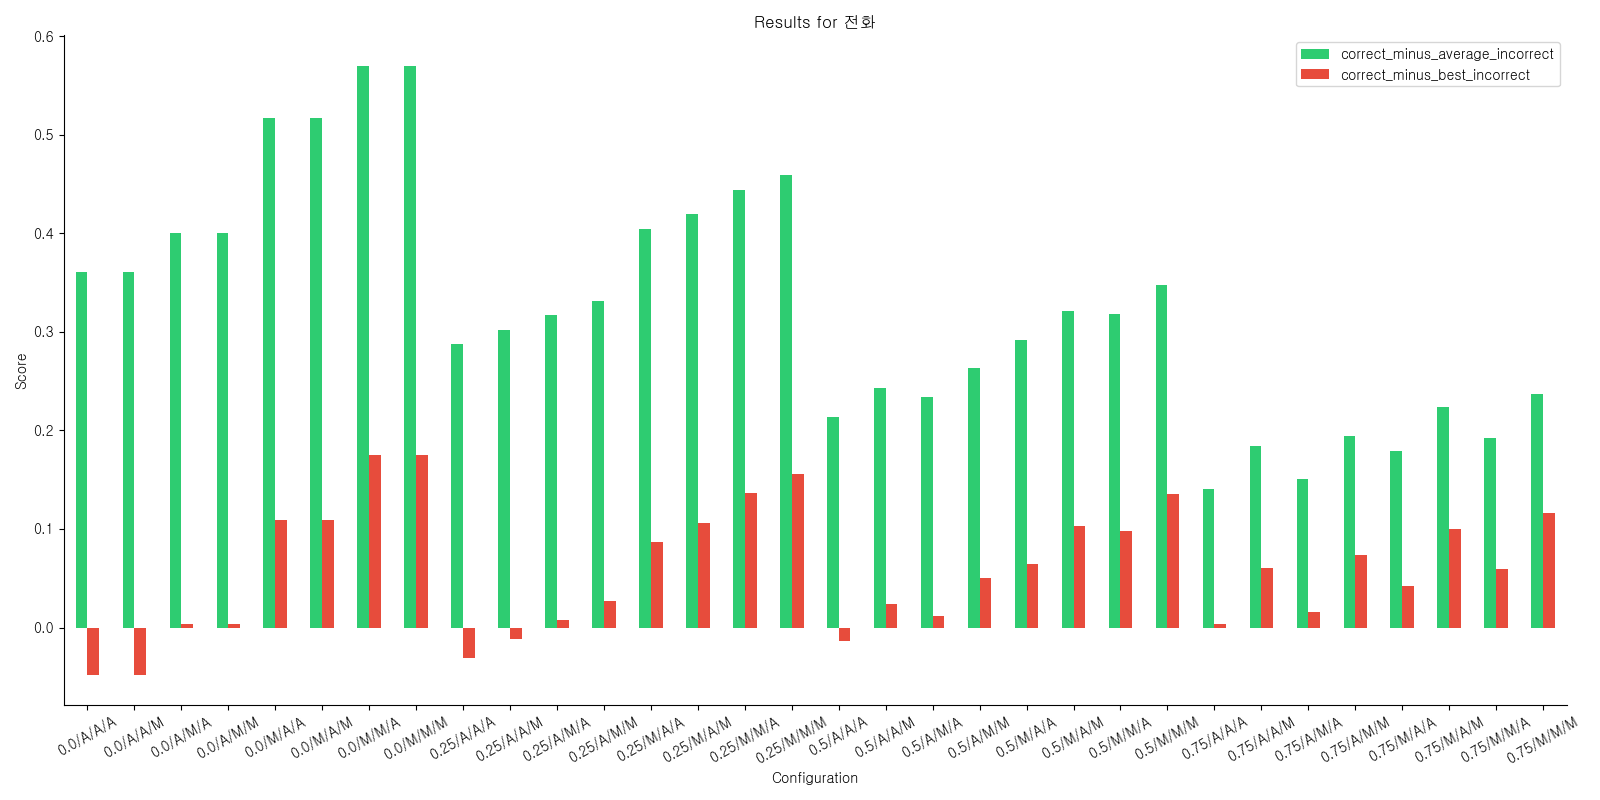 Results for 전화
correct_minus_average_incorrect
correct_minus_best_incorrect
Score
0.6
0.5
0.4
0.3
0.2
0.1
0.0
0.0/A/A/A
0.0/A/A/M
0.0/A/M/A
0.0/A/M/M
0.0/M/A/A
0.0/M/A/M
0.0/M/M/A
0.0/M/M/M
0.25/A/A/A
0.25/A/A/M
0.25/A/M/A
0.25/A/M/M
0.25/M/A/A
0.25/M/A/M
0.25/M/M/A
0.25/M/M/M
0.5/A/A/A
0.5/A/A/M
0.5/A/M/A
0.5/A/M/M
0.5/M/A/A
0.5/M/A/M
0.5/M/M/A
0.5/M/M/M
0.75/A/A/A
0.75/A/A/M
0.75/A/M/A
0.75/A/M/M
0.75/M/A/A
0.75/M/A/M
0.75/M/M/A
0.75/M/M/M
Configuration